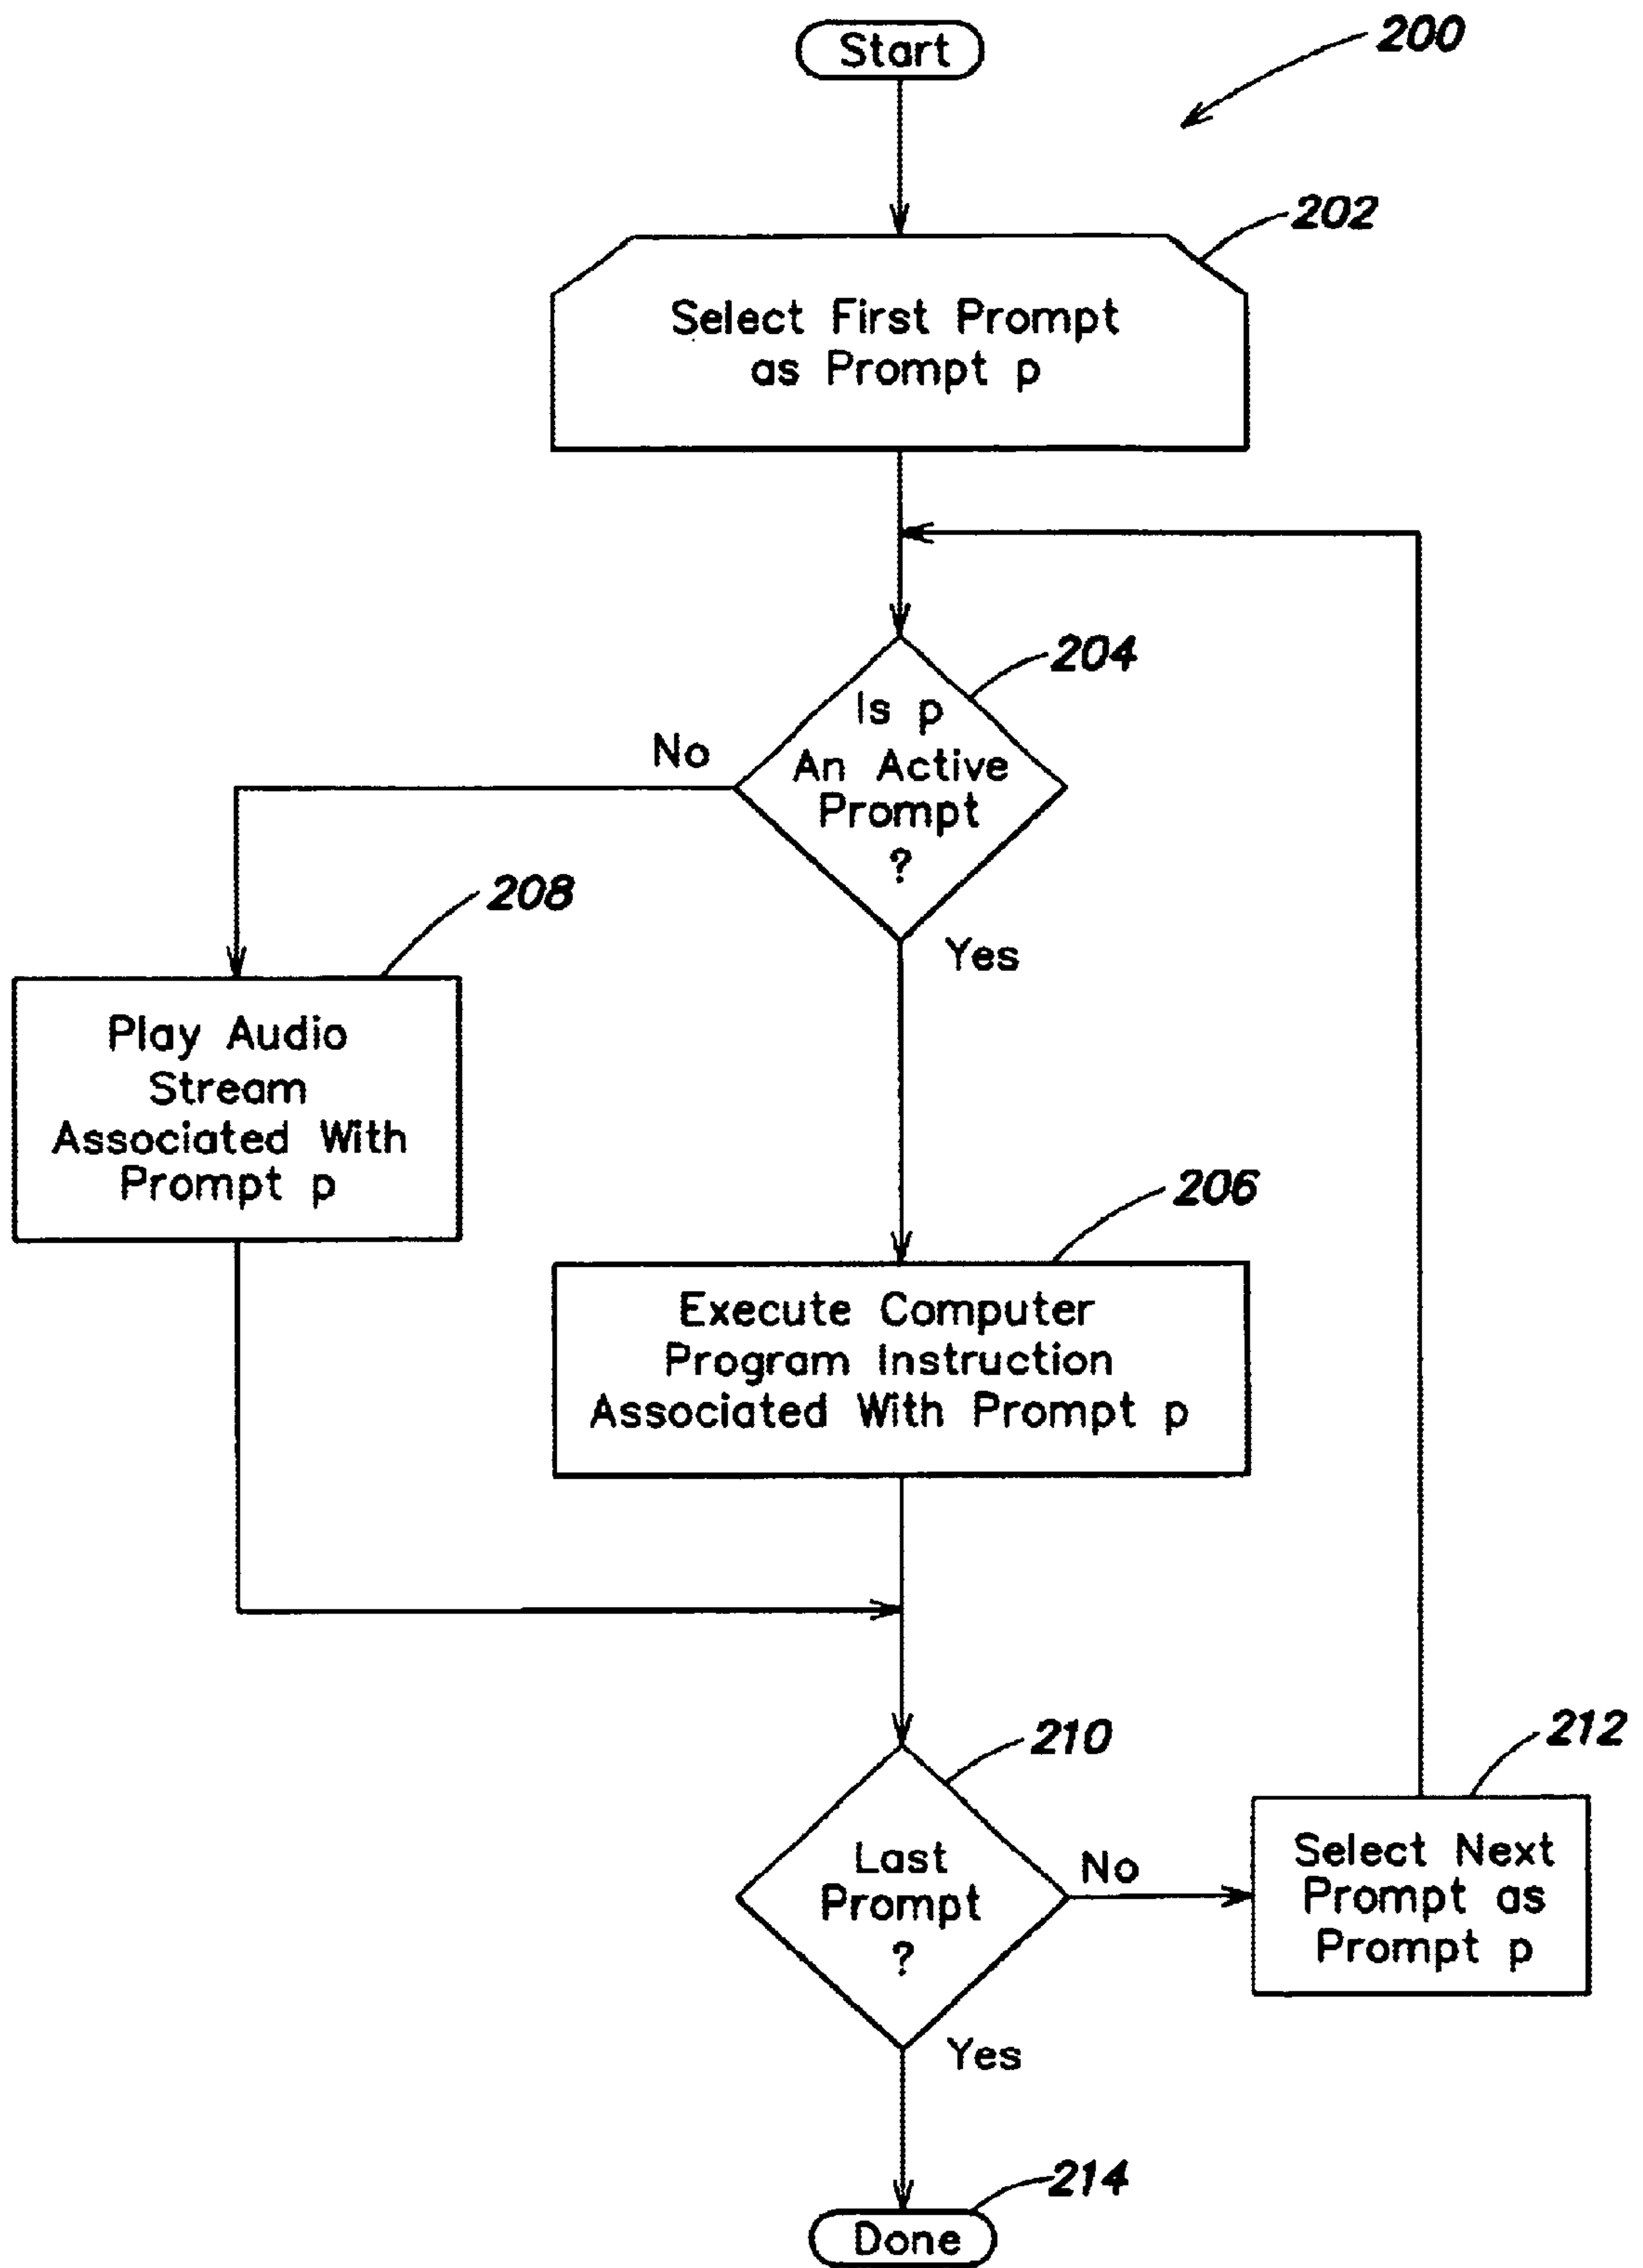 Start
200
202
Select First Prompt
as Prompt p
204
Is p
An Active
Prompt
?
No
Yes
208
Play Audio
Stream
Associated With
Prompt p
206
Execute Computer
Program Instruction
Associated With Prompt p
210
Last
Prompt
?
No
212
Select Next
Prompt as
Prompt p
Yes
214
Done